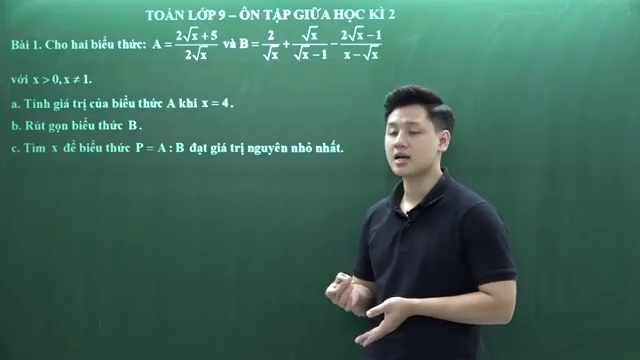 TOÁN LỚP 9 – ÔN TẬP GIỮA HỌC KÌ 2
Bài 1. Cho hai biểu thức: A = (2√x + 5)/(2√x) và B = 2/√x + √x/(√x − 1) − (2√x − 1)/(x − √x)
với x > 0, x ≠ 1.
a. Tính giá trị của biểu thức A khi x = 4.
b. Rút gọn biểu thức B.
c. Tìm x để biểu thức P = A : B đạt giá trị nguyên nhỏ nhất.